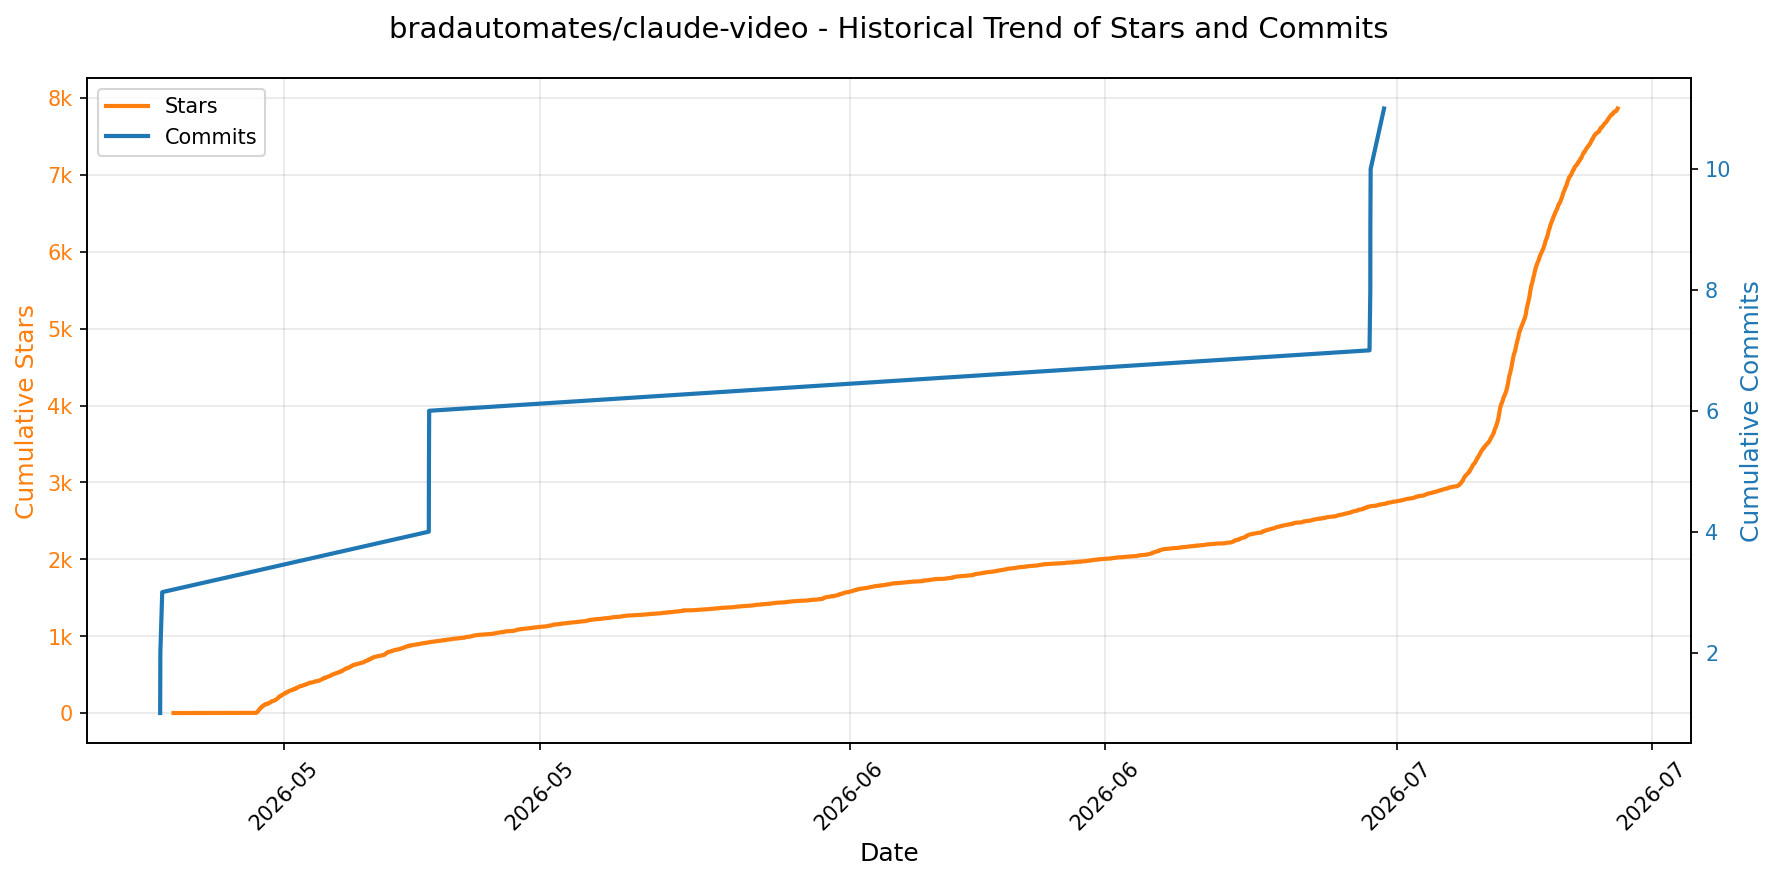 bradautomates/claude-video - Historical Trend of Stars and Commits
Stars
Commits
8k
7k
6k
5k
4k
3k
2k
1k
0
Cumulative Stars
10
8
6
4
2
Cumulative Commits
2026-05
2026-05
2026-06
2026-06
2026-07
2026-07
Date